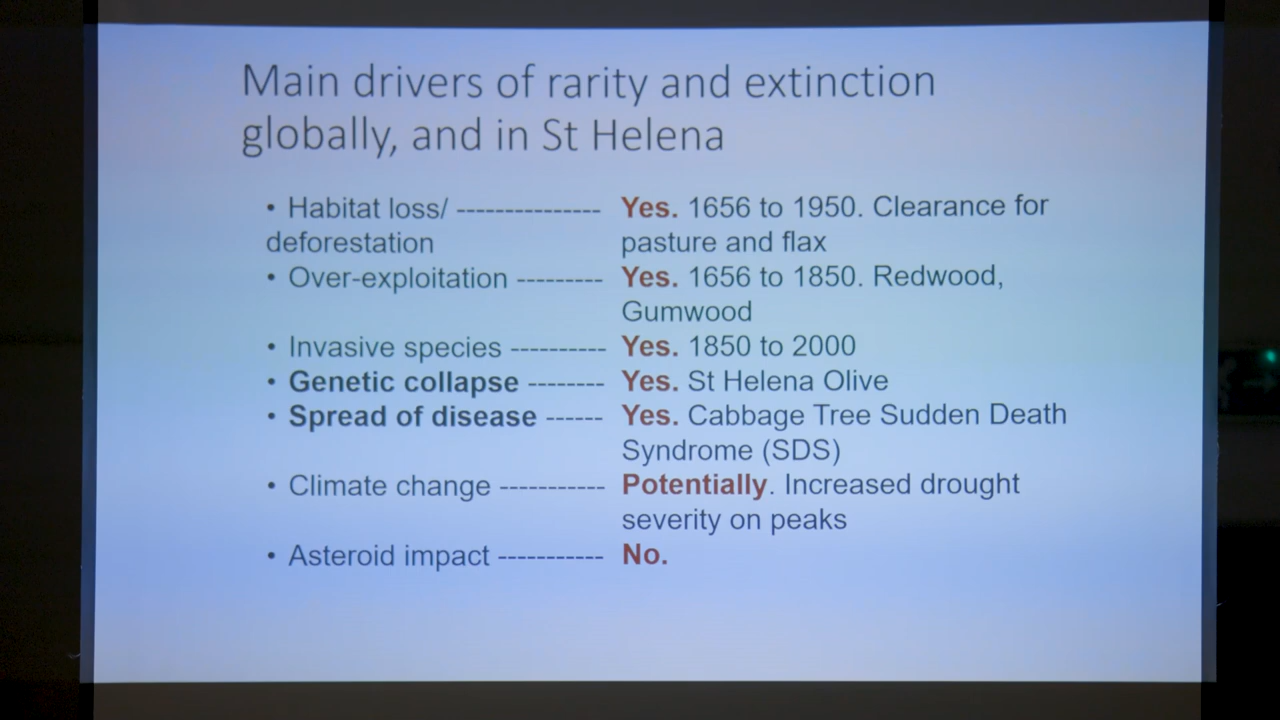 Main drivers of rarity and extinction
globally, and in St Helena
• Habitat loss/ --------------- Yes. 1656 to 1950. Clearance for
deforestation pasture and flax
• Over-exploitation --------- Yes. 1656 to 1850. Redwood,
Gumwood
• Invasive species ---------- Yes. 1850 to 2000
• Genetic collapse -------- Yes. St Helena Olive
• Spread of disease ------ Yes. Cabbage Tree Sudden Death
Syndrome (SDS)
• Climate change ----------- Potentially. Increased drought
severity on peaks
• Asteroid impact ----------- No.